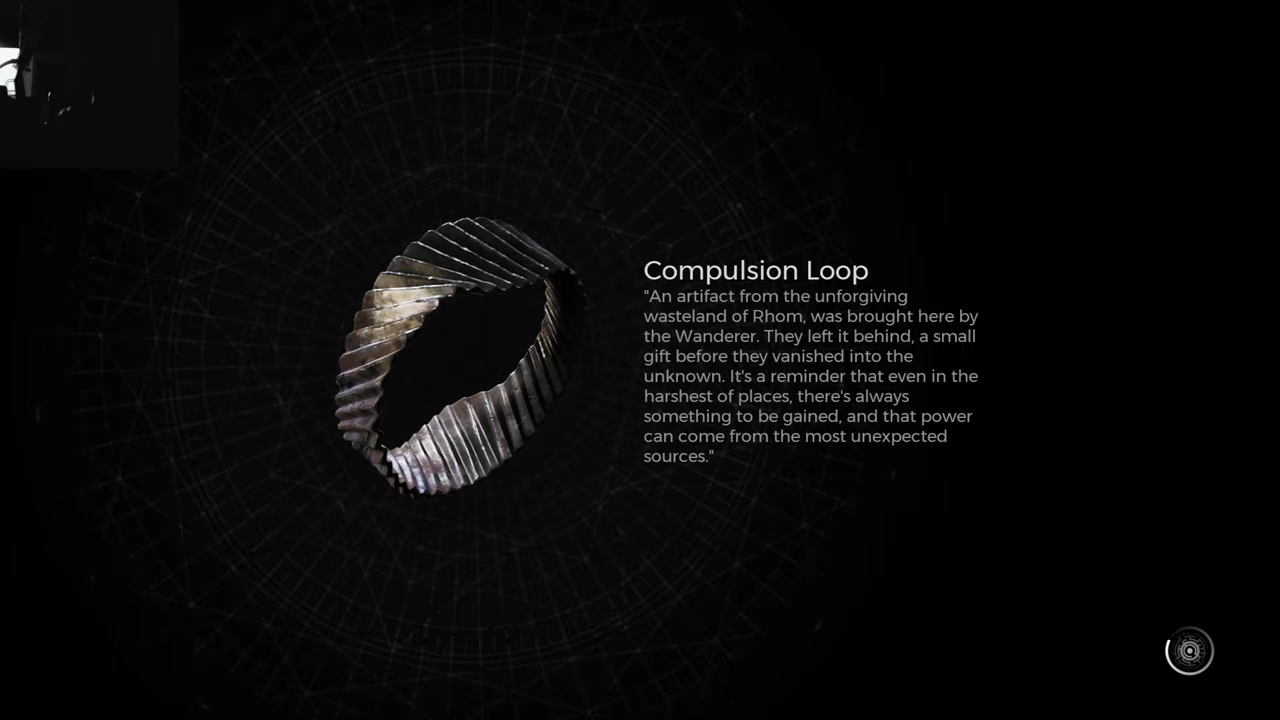 Compulsion Loop
"An artifact from the unforgiving
wasteland of Rhom, was brought here by
the Wanderer. They left it behind, a small
gift before they vanished into the
unknown. It's a reminder that even in the
harshest of places, there's always
something to be gained, and that power
can come from the most unexpected
sources."